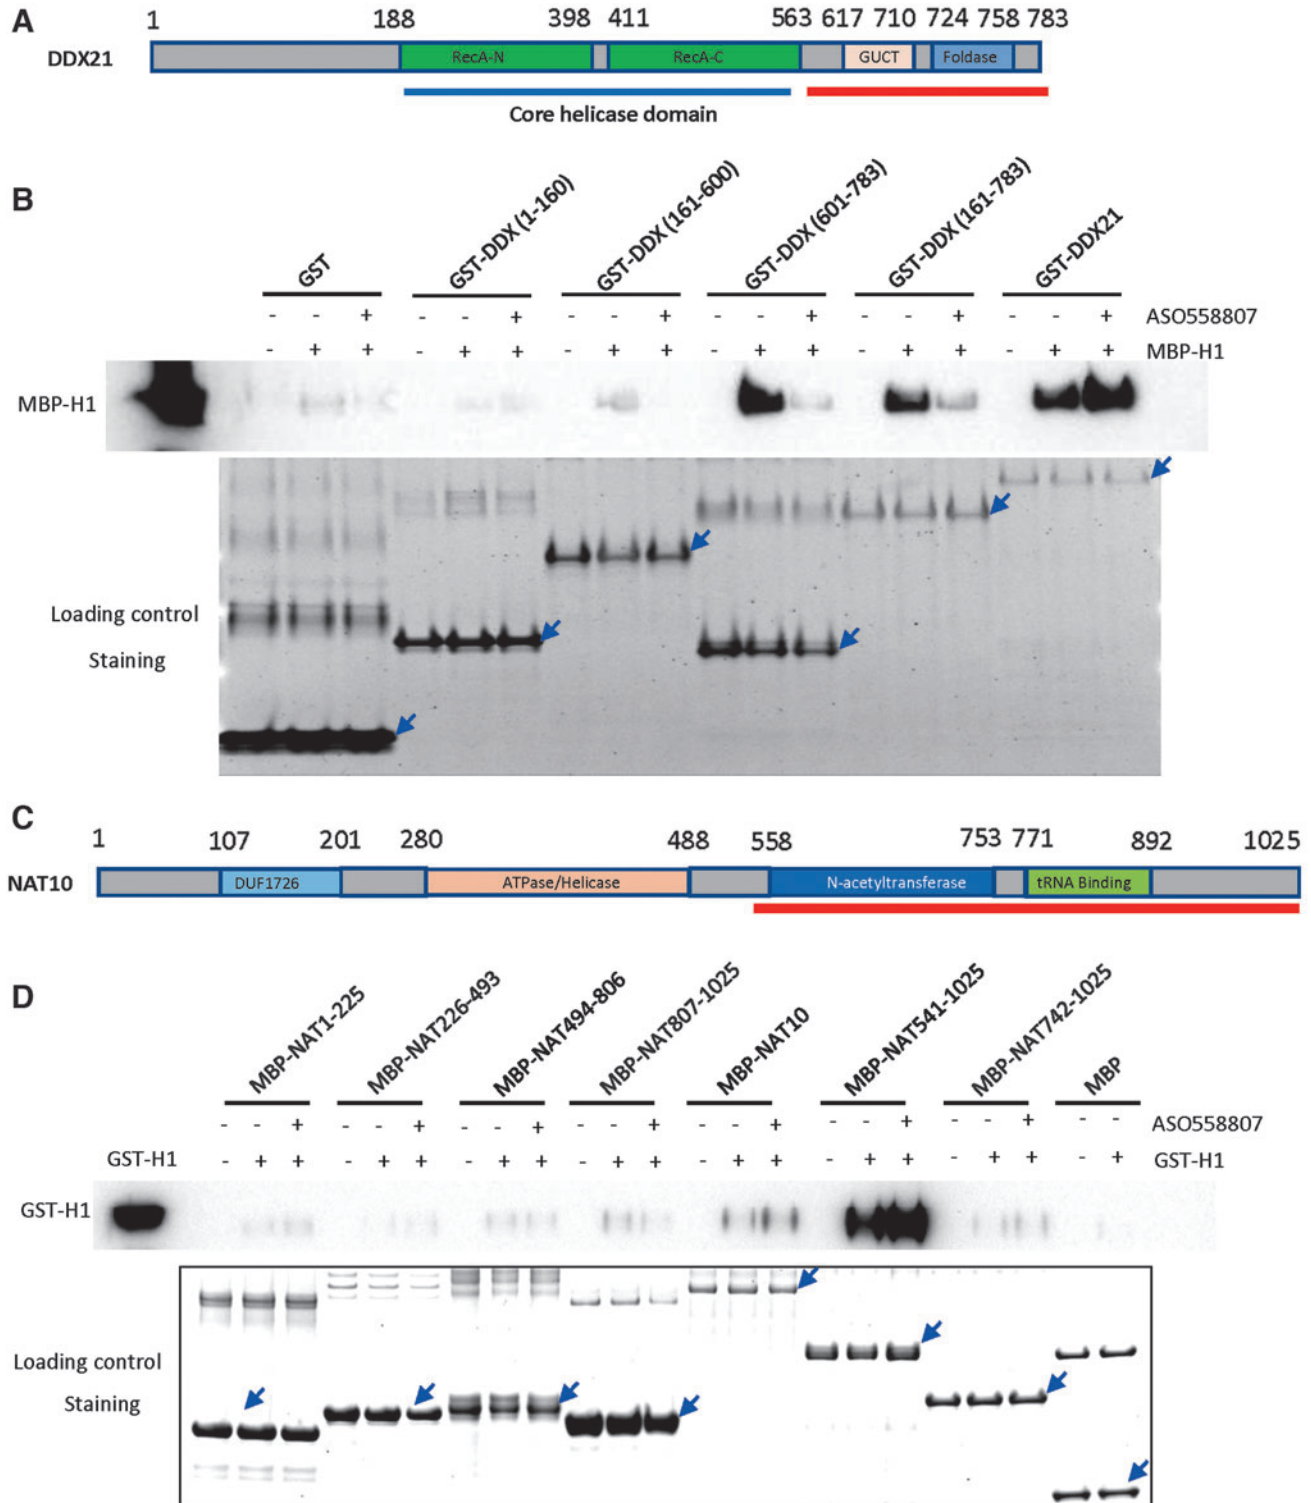 A
1 188 398 411 563 617 710 724 758 783
DDX21 RecA-N RecA-C GUCT Foldase
Core helicase domain
B
GST GST-DDX (1-160) GST-DDX (161-600) GST-DDX (601-783) GST-DDX (161-783) GST-DDX21
- - + - - + - - + - - + - - + - - + ASO558807
- + + - + + - + + - + + - + + - + + MBP-H1
MBP-H1
Loading control
Staining
C
1 107 201 280 488 558 753 771 892 1025
NAT10 DUF1726 ATPase/Helicase N-acetyltransferase tRNA Binding
D
MBP-NAT1-225 MBP-NAT226-493 MBP-NAT494-806 MBP-NAT807-1025 MBP-NAT10 MBP-NAT541-1025 MBP-NAT742-1025 MBP
- - + - - + - - + - - + - - + - - + - - + - - ASO558807
GST-H1 - + + - + + - + + - + + - + + - + + - + + - + GST-H1
GST-H1
Loading control
Staining